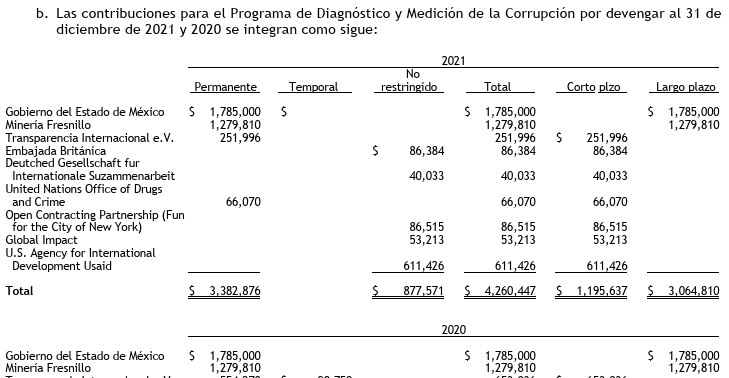 b. Las contribuciones para el Programa de Diagnóstico y Medición de la Corrupción por devengar al 31 de
diciembre de 2021 y 2020 se integran como sigue:
2021
No
Permanente Temporal restringido Total Corto plzo Largo plazo
Gobierno del Estado de México $ 1,785,000 $ $ 1,785,000 $ 1,785,000
Minería Fresnillo 1,279,810 1,279,810 1,279,810
Transparencia Internacional e.V. 251,996 251,996 $ 251,996
Embajada Británica $ 86,384 86,384 86,384
Deutched Gesellschaft fur
Internationale Suzammenarbeit 40,033 40,033 40,033
United Nations Office of Drugs
and Crime 66,070 66,070 66,070
Open Contracting Partnership (Fun
for the City of New York) 86,515 86,515 86,515
Global Impact 53,213 53,213 53,213
U.S. Agency for International
Development Usaid 611,426 611,426 611,426
Total $ 3,382,876 $ 877,571 $ 4,260,447 $ 1,195,637 $ 3,064,810
2020
Gobierno del Estado de México $ 1,785,000 $ 1,785,000 $ 1,785,000
Minería Fresnillo 1,279,810 1,279,810 1,279,810